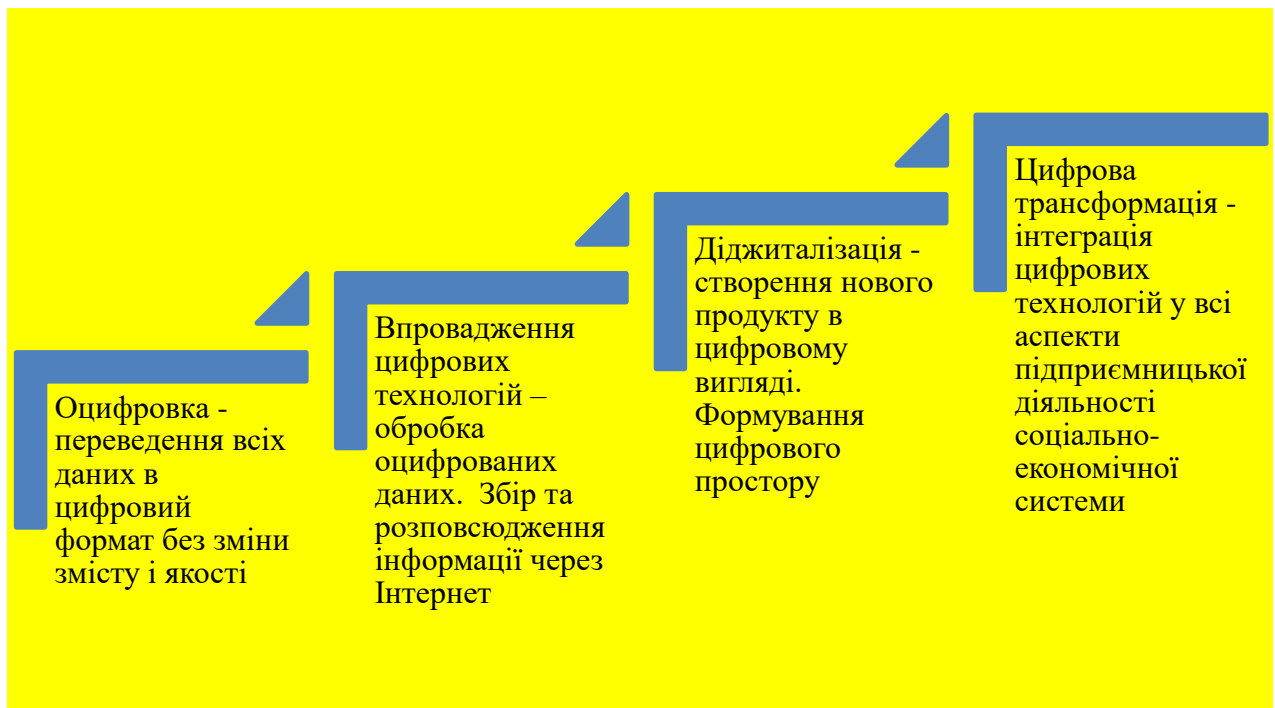 Оцифровка -
переведення всіх
даних в
цифровий
формат без зміни
змісту і якості
Впровадження
цифрових
технологій –
обробка
оцифрованих
даних.  Збір та
розповсюдження
інформації через
Інтернет
Діджиталізація -
створення нового
продукту в
цифровому
вигляді.
Формування
цифрового
простору
Цифрова
трансформація -
інтеграція
цифрових
технологій у всі
аспекти
підприємницької
діяльності
соціально-
економічної
системи